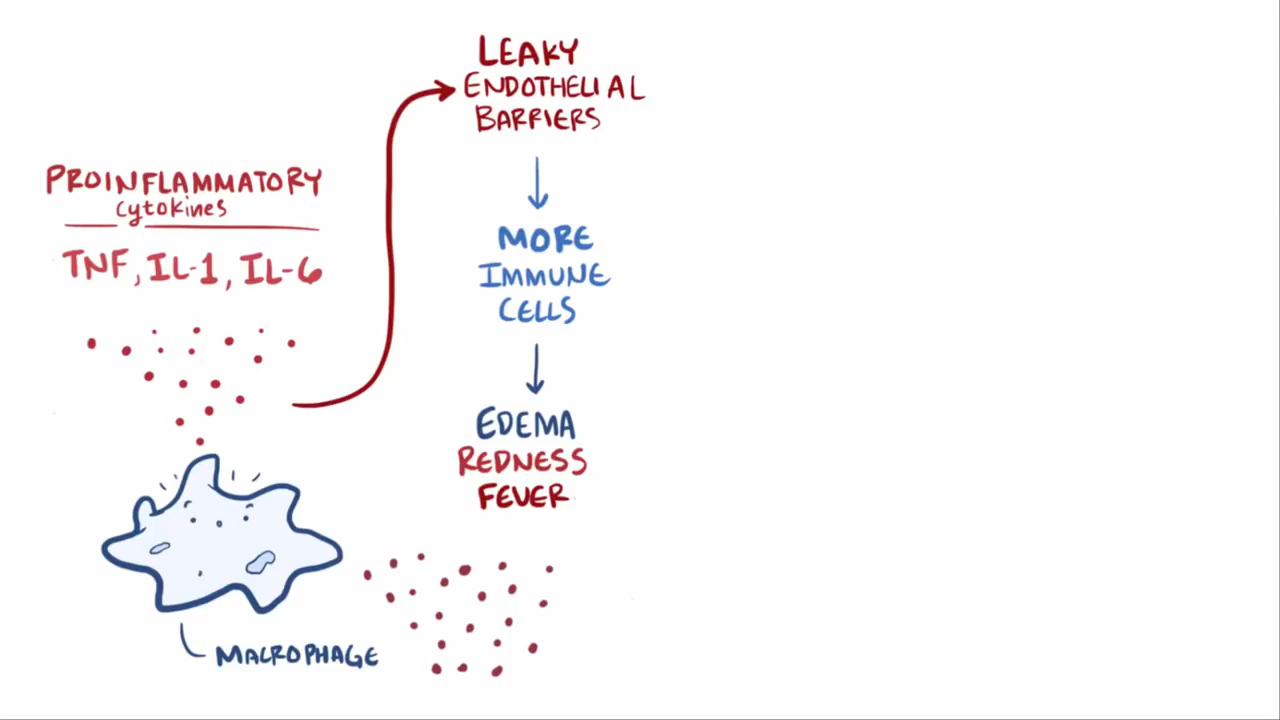 PROINFLAMMATORY
cytokines
TNF, IL-1, IL-6
MACROPHAGE
LEAKY
ENDOTHELIAL
BARRIERS
MORE
IMMUNE
CELLS
EDEMA
REDNESS
FEVER